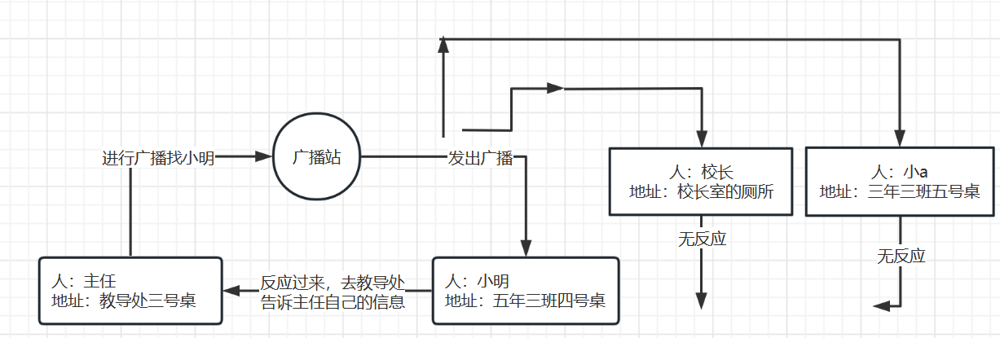 进行广播找小明
广播站
发出广播
人：校长
地址：校长室的厕所
人：小a
地址：三年三班五号桌
无反应
无反应
人：主任
地址：教导处三号桌
反应过来，去教导处
告诉主任自己的信息
人：小明
地址：五年三班四号桌